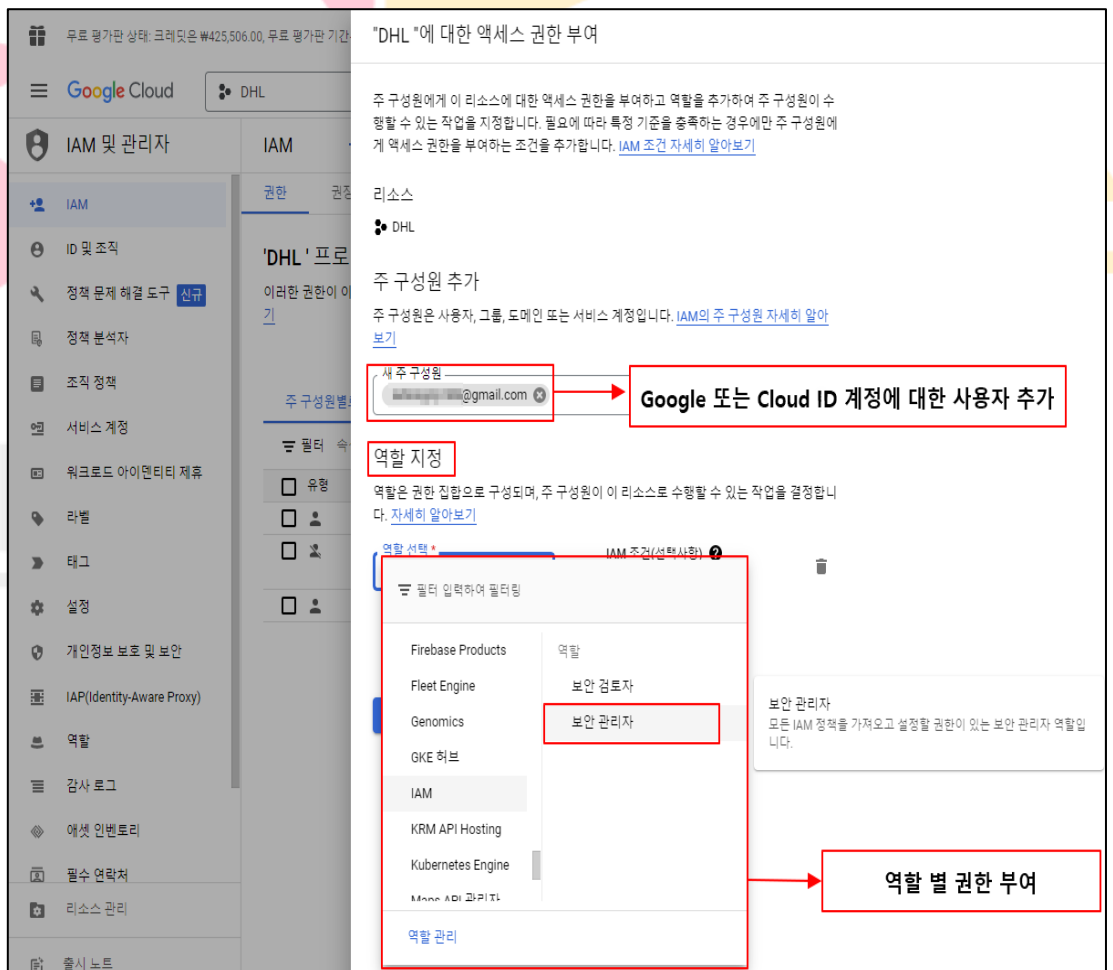 무료 평가판 상태: 크레딧은 ₩425,506.00, 무료 평가판 기간
Google Cloud
DHL
IAM 및 관리자
IAM
ID 및 조직
정책 문제 해결 도구 신규
정책 분석자
조직 정책
서비스 계정
워크로드 아이덴티티 제휴
라벨
태그
설정
개인정보 보호 및 보안
IAP(Identity-Aware Proxy)
역할
감사 로그
애셋 인벤토리
필수 연락처
리소스 관리
출시 노트
IAM
권한
'DHL ' 프로
이러한 권한이 이
기
주 구성원별
필터 속
유형
"DHL "에 대한 액세스 권한 부여
주 구성원에게 이 리소스에 대한 액세스 권한을 부여하고 역할을 추가하여 주 구성원이 수
행할 수 있는 작업을 지정합니다. 필요에 따라 특정 기준을 충족하는 경우에만 주 구성원에
게 액세스 권한을 부여하는 조건을 추가합니다. IAM 조건 자세히 알아보기
리소스
DHL
주 구성원 추가
주 구성원은 사용자, 그룹, 도메인 또는 서비스 계정입니다. IAM의 주 구성원 자세히 알아
보기
새 주 구성원
@gmail.com
Google 또는 Cloud ID 계정에 대한 사용자 추가
역할 지정
역할은 권한 집합으로 구성되며, 주 구성원이 이 리소스로 수행할 수 있는 작업을 결정합니
다. 자세히 알아보기
역할 선택 *
IAM 조건(선택사항)
필터 입력하여 필터링
Firebase Products
Fleet Engine
Genomics
GKE 허브
IAM
KRM API Hosting
Kubernetes Engine
Maps API 관리자
역할
보안 검토자
보안 관리자
역할 관리
보안 관리자
모든 IAM 정책을 가져오고 설정할 권한이 있는 보안 관리자 역할입
니다.
역할 별 권한 부여